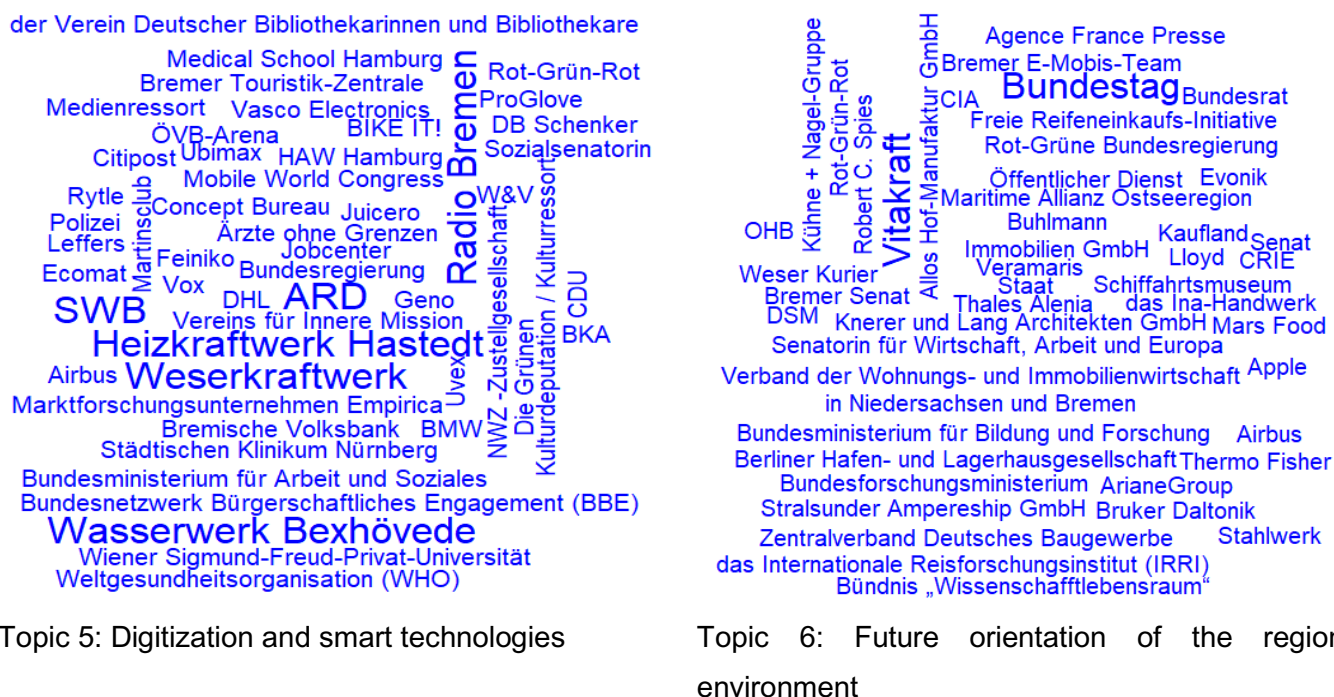 der Verein Deutscher Bibliothekarinnen und Bibliothekare
Medical School Hamburg
Bremer Touristik-Zentrale
Medienressort
Vasco Electronics
ÖVB-Arena
BIKE IT!
Citipost
Ubimax
HAW Hamburg
Mobile World Congress
Rytle
Martinsclub
Concept Bureau
Juicero
Polizei
Ärzte ohne Grenzen
Leffers
Feiniko
Jobcenter
Ecomat
Bundesregierung
Vox
DHL
ARD
Geno
SWB
Vereins für Innere Mission
Heizkraftwerk Hastedt
Airbus
Weserkraftwerk
Uvex
Marktforschungsunternehmen Empirica
Bremische Volksbank
BMW
Städtischen Klinikum Nürnberg
Radio Bremen
Rot-Grün-Rot
ProGlove
DB Schenker
Sozialsenatorin
W&V
NWZ -Zustellgesellschaft
Die Grünen
Kulturdeputation / Kulturressort
CDU
BKA
Bundesministerium für Arbeit und Soziales
Bundesnetzwerk Bürgerschaftliches Engagement (BBE)
Wasserwerk Bexhövede
Wiener Sigmund-Freud-Privat-Universität
Weltgesundheitsorganisation (WHO)
Topic 5: Digitization and smart technologies
Kühne + Nagel-Gruppe
Rot-Grün-Rot
Robert C. Spies
Vitakraft
Allos Hof-Manufaktur GmbH
Agence France Presse
Bremer E-Mobis-Team
CIA
Bundestag
Bundesrat
Freie Reifeneinkaufs-Initiative
Rot-Grüne Bundesregierung
Öffentlicher Dienst
Evonik
Maritime Allianz Ostseeregion
OHB
Buhlmann
Kaufland
Senat
Immobilien GmbH
Lloyd
CRIE
Weser Kurier
Veramaris
Bremer Senat
Staat
Schiffahrtsmuseum
DSM
Thales Alenia
das Ina-Handwerk
Knerer und Lang Architekten GmbH
Mars Food
Senatorin für Wirtschaft, Arbeit und Europa
Verband der Wohnungs- und Immobilienwirtschaft
Apple
in Niedersachsen und Bremen
Bundesministerium für Bildung und Forschung
Airbus
Berliner Hafen- und Lagerhausgesellschaft
Thermo Fisher
Bundesforschungsministerium
ArianeGroup
Stralsunder Ampereship GmbH
Bruker Daltonik
Zentralverband Deutsches Baugewerbe
Stahlwerk
das Internationale Reisforschungsinstitut (IRRI)
Bündnis „Wissenschafftlebensraum“
Topic 6: Future orientation of the region
environment